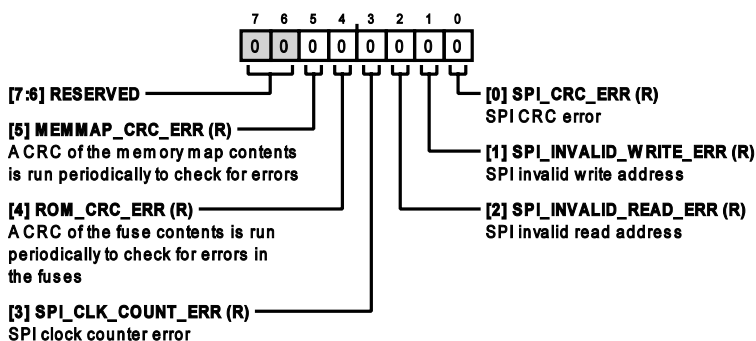 7 6 5 4 3 2 1 0
0 0 0 0 0 0 0 0
[7:6] RESERVED
[5] MEMMAP_CRC_ERR (R)
A CRC of the memory map contents
is run periodically to check for errors
[4] ROM_CRC_ERR (R)
A CRC of the fuse contents is run
periodically to check for errors in
the fuses
[3] SPI_CLK_COUNT_ERR (R)
SPI clock counter error
[0] SPI_CRC_ERR (R)
SPI CRC error
[1] SPI_INVALID_WRITE_ERR (R)
SPI invalid write address
[2] SPI_INVALID_READ_ERR (R)
SPI invalid read address